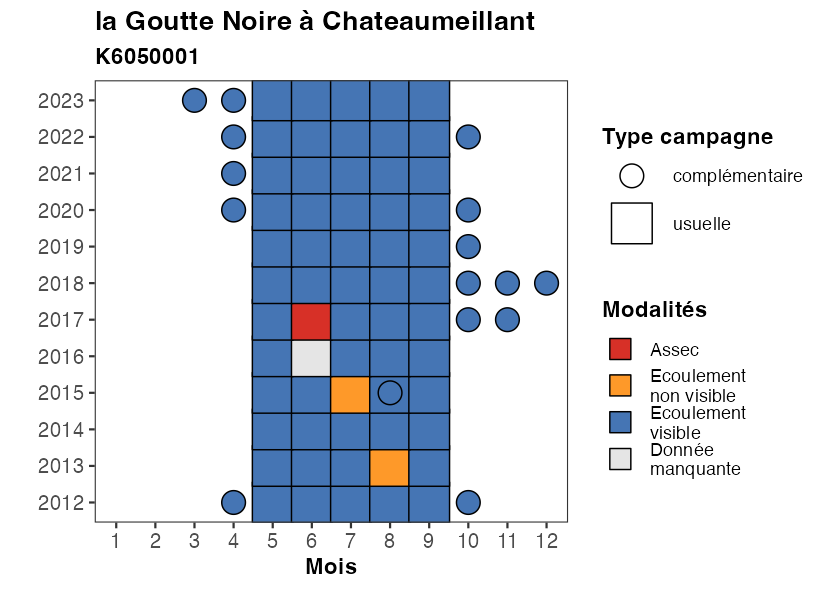 la Goutte Noire à Chateaumeillant
K6050001
2023
2022
2021
2020
2019
2018
2017
2016
2015
2014
2013
2012
1 2 3 4 5 6 7 8 9 10 11 12
Mois
Type campagne
complémentaire
usuelle
Modalités
Assec
Ecoulement
non visible
Ecoulement
visible
Donnée
manquante